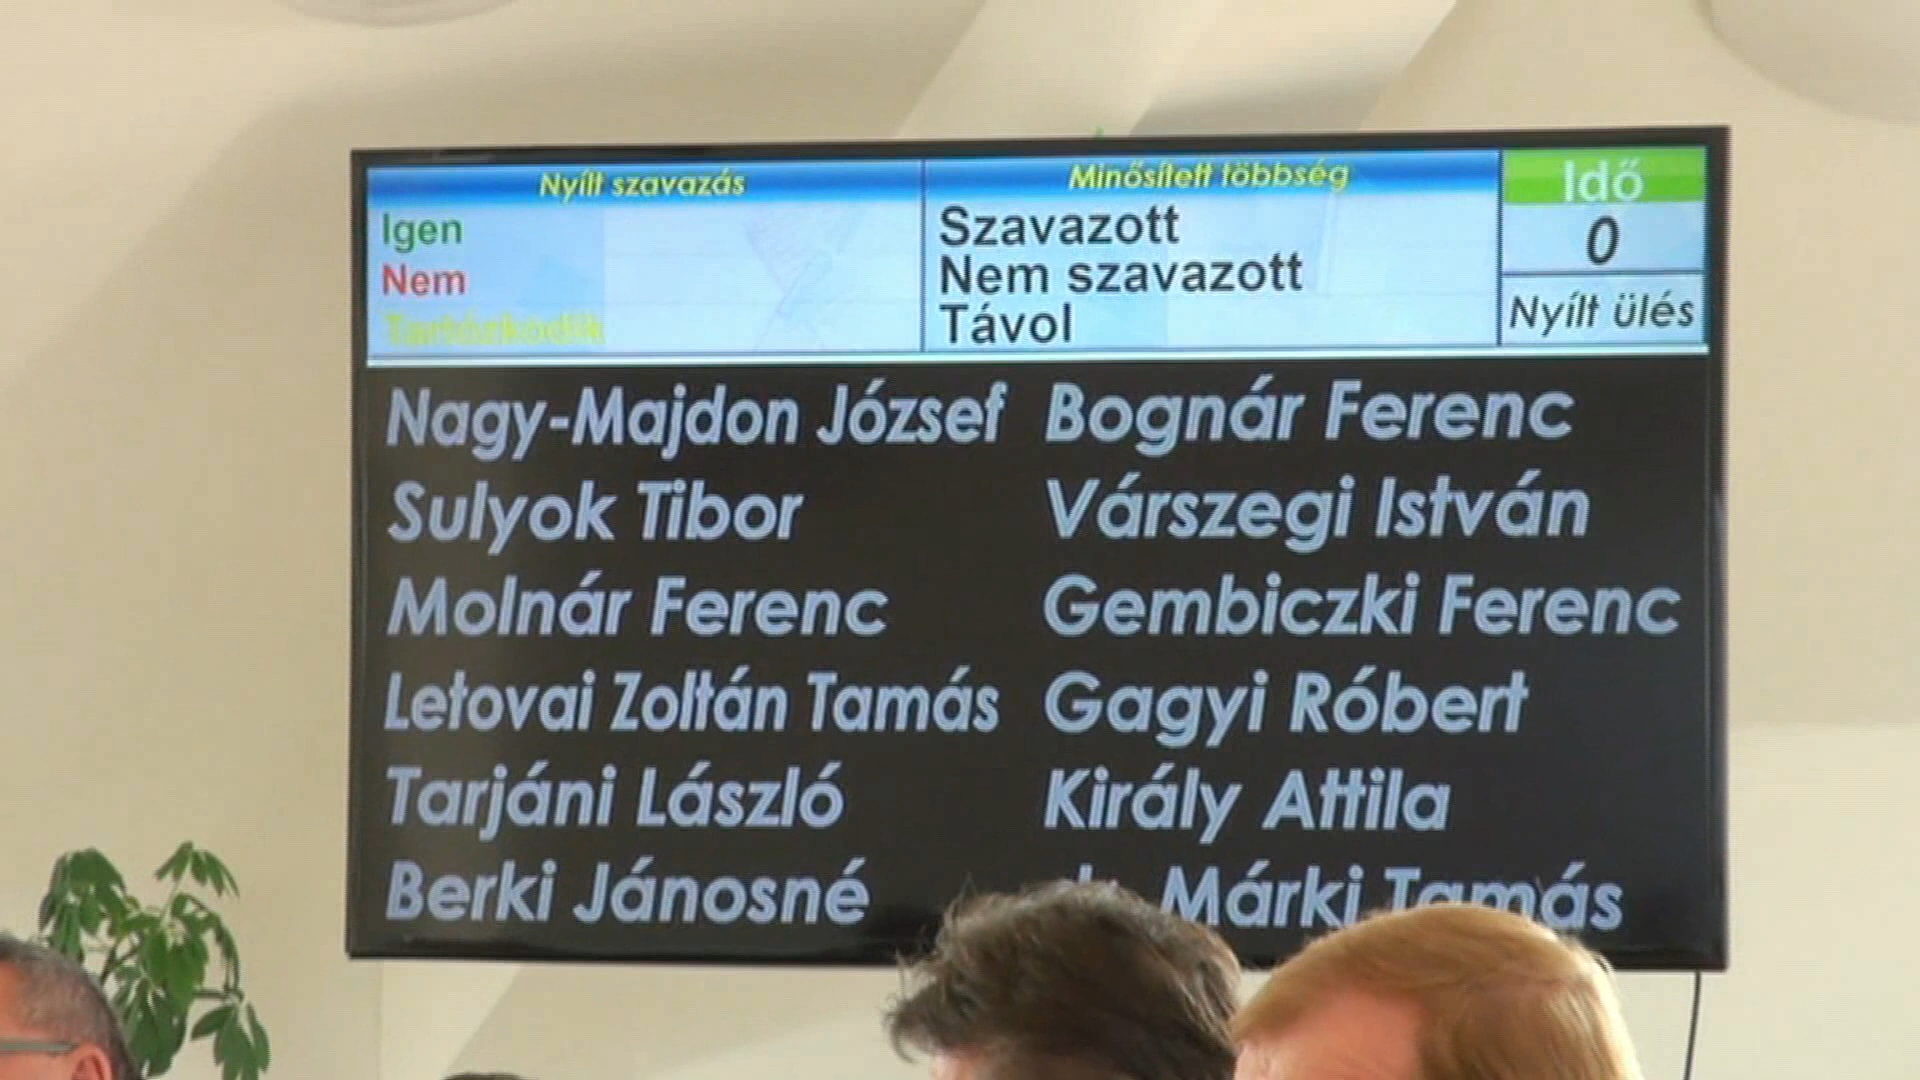 Nyílt szavazás
Igen
Nem
Tartózkodik
Minősített többség
Szavazott
Nem szavazott
Távol
Idő
0
Nyílt ülés
Nagy-Majdon József
Sulyok Tibor
Molnár Ferenc
Letovai Zoltán Tamás
Tarjáni László
Berki Jánosné
Bognár Ferenc
Várszegi István
Gembiczki Ferenc
Gagyi Róbert
Király Attila
Márki Tamás